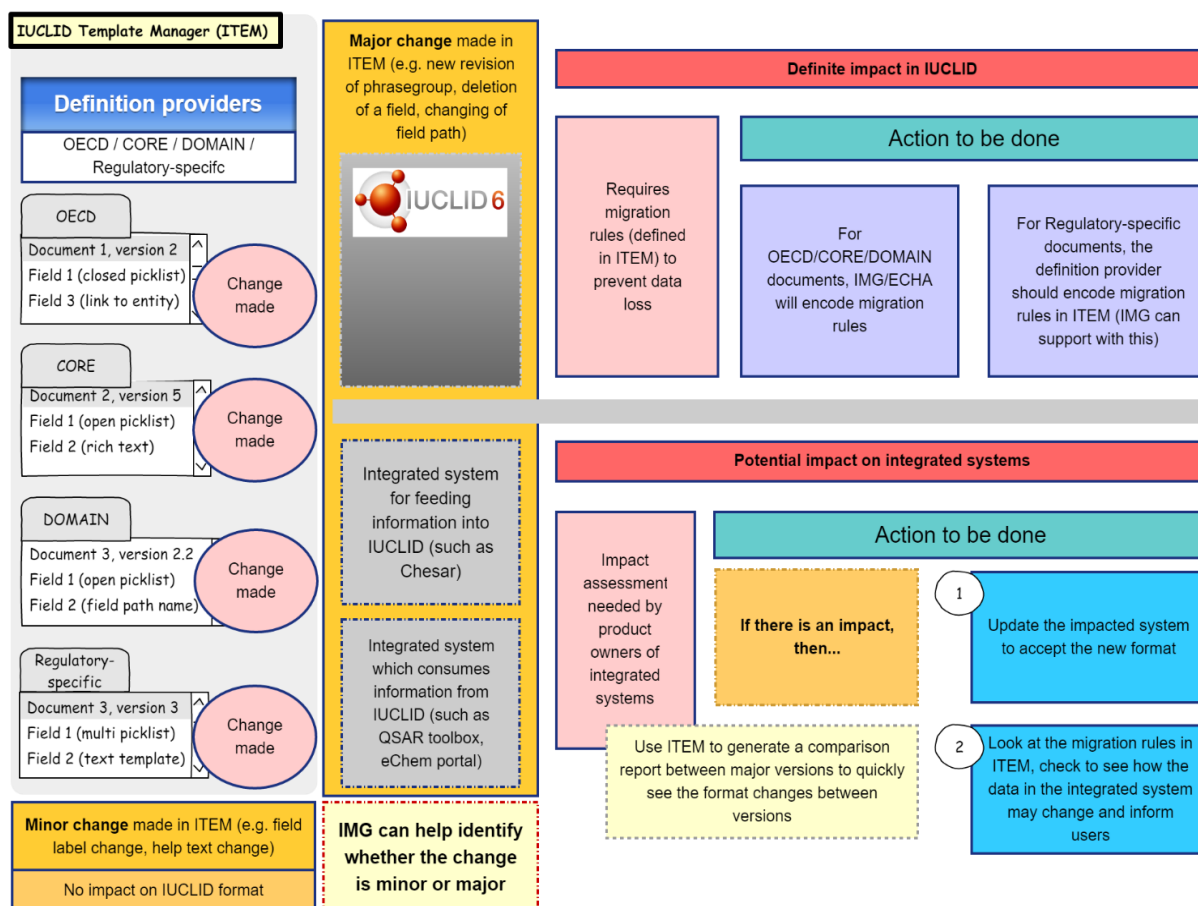 IUCLID Template Manager (ITEM)
Definition providers
OECD / CORE / DOMAIN /
Regulatory-specifc
OECD
Document 1, version 2
Field 1 (closed picklist)
Field 3 (link to entity)
Change
made
CORE
Document 2, version 5
Field 1 (open picklist)
Field 2 (rich text)
Change
made
DOMAIN
Document 3, version 2.2
Field 1 (open picklist)
Field 2 (field path name)
Change
made
Regulatory-
specific
Document 3, version 3
Field 1 (multi picklist)
Field 2 (text template)
Change
made
Minor change made in ITEM (e.g. field
label change, help text change)
No impact on IUCLID format
Major change made in
ITEM (e.g. new revision
of phrasegroup, deletion
of a field, changing of
field path)
IUCLID 6
Integrated system
for feeding
information into
IUCLID (such as
Chesar)
Integrated system
which consumes
information from
IUCLID (such as
QSAR toolbox,
eChem portal)
IMG can help identify
whether the change
is minor or major
Definite impact in IUCLID
Requires
migration
rules (defined
in ITEM) to
prevent data
loss
Action to be done
For
OECD/CORE/DOMAIN
documents, IMG/ECHA
will encode migration
rules
For Regulatory-specific
documents, the
definition provider
should encode migration
rules in ITEM (IMG can
support with this)
Potential impact on integrated systems
Impact
assessment
needed by
product
owners of
integrated
systems
Action to be done
If there is an impact,
then...
1
Update the impacted system
to accept the new format
Use ITEM to generate a comparison
report between major versions to quickly
see the format changes between
versions
2
Look at the migration rules in
ITEM, check to see how the
data in the integrated system
may change and inform
users